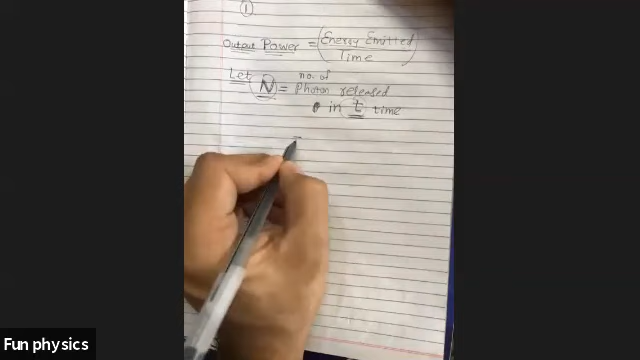 ①
Output Power = (Energy Emitted / Time)
Let N = no. of Photon released
in t time
Fun physics